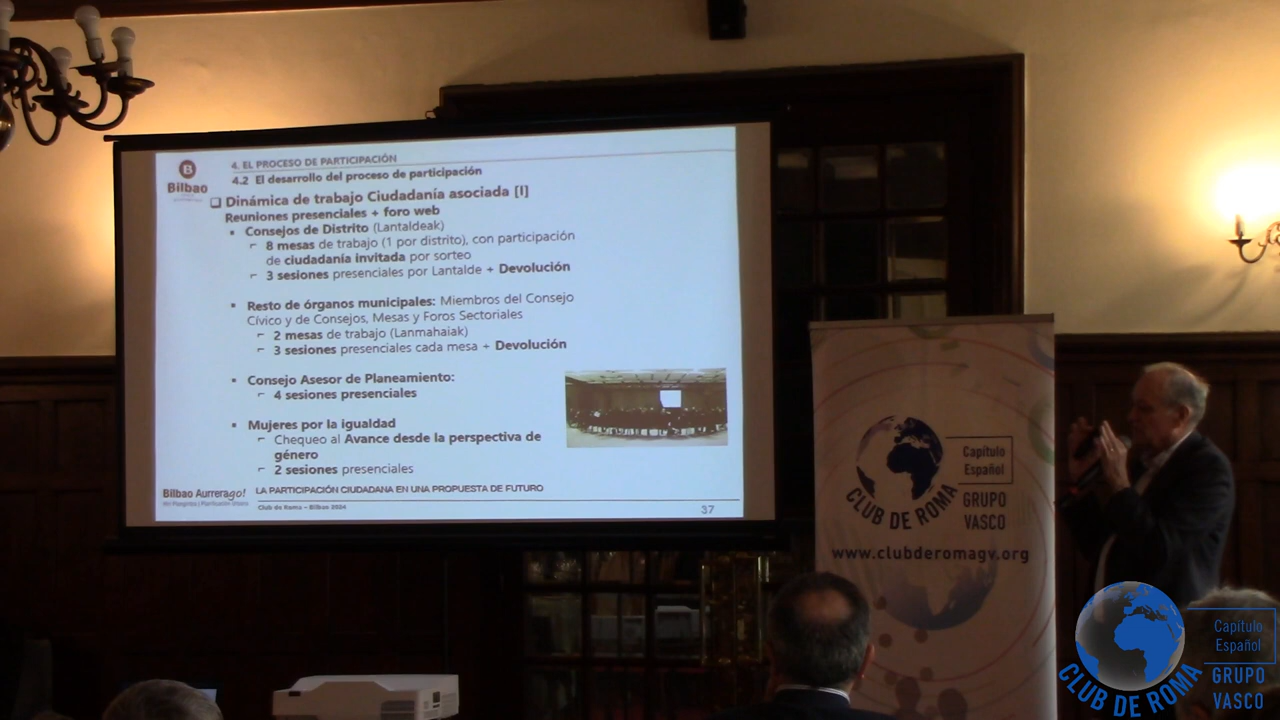 B
Bilbao
4. EL PROCESO DE PARTICIPACIÓN
4.2 El desarrollo del proceso de participación
Dinámica de trabajo Ciudadanía asociada [I]
Reuniones presenciales + foro web
Consejos de Distrito (Lantaldeak)
8 mesas de trabajo (1 por distrito), con participación
de ciudadanía invitada por sorteo
3 sesiones presenciales por Lantalde + Devolución
Resto de órganos municipales: Miembros del Consejo
Cívico y de Consejos, Mesas y Foros Sectoriales
2 mesas de trabajo (Lanmahaiak)
3 sesiones presenciales cada mesa + Devolución
Consejo Asesor de Planeamiento:
4 sesiones presenciales
Mujeres por la igualdad
Chequeo al Avance desde la perspectiva de
género
2 sesiones presenciales
Bilbao Aurrerago!
LA PARTICIPACIÓN CIUDADANA EN UNA PROPUESTA DE FUTURO
Club de Roma – Bilbao 2024
37
CLUB DE ROMA
Capítulo
Español
GRUPO
VASCO
www.clubderomagv.org
CLUB DE ROMA
Capítulo
Español
GRUPO
VASCO